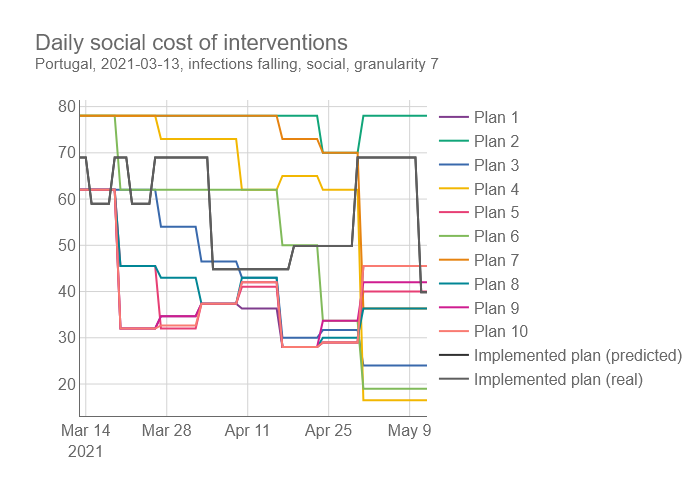 Daily social cost of interventions
Portugal, 2021-03-13, infections falling, social, granularity 7
80
70
60
50
40
30
20
Mar 14
2021
Mar 28
Apr 11
Apr 25
May 9
Plan 1
Plan 2
Plan 3
Plan 4
Plan 5
Plan 6
Plan 7
Plan 8
Plan 9
Plan 10
Implemented plan (predicted)
Implemented plan (real)